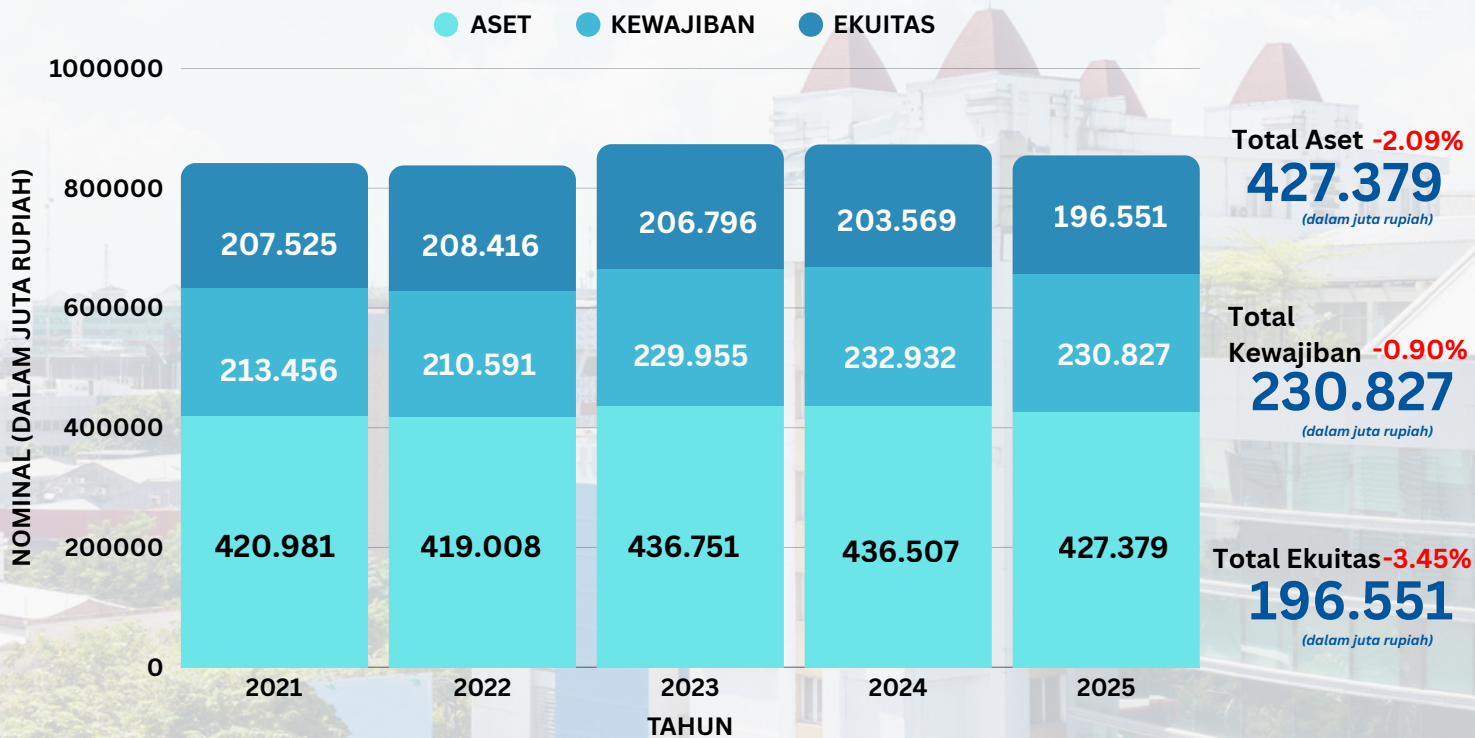 ASET KEWAJIBAN EKUITAS
NOMINAL (DALAM JUTA RUPIAH)
1000000
800000
600000
400000
200000
0
207.525
213.456
420.981
208.416
210.591
419.008
206.796
229.955
436.751
203.569
232.932
436.507
196.551
230.827
427.379
2021 2022 2023 2024 2025
TAHUN
Total Aset -2.09%
427.379
(dalam juta rupiah)
Total
Kewajiban -0.90%
230.827
(dalam juta rupiah)
Total Ekuitas -3.45%
196.551
(dalam juta rupiah)